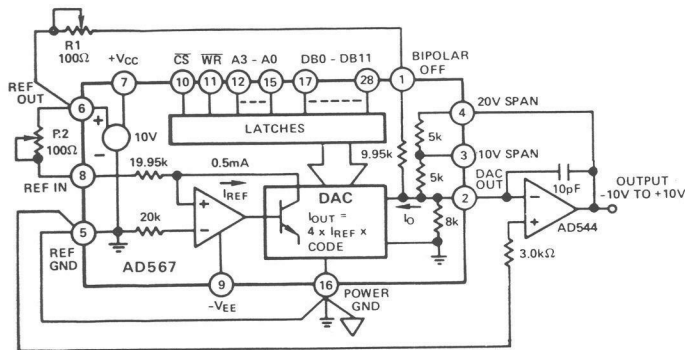 R1
100Ω
+VCC
CS WR A3 - A0 DB0 - DB11
BIPOLAR
OFF
REF
OUT
7 10 11 12 15 17 28 1
6
4 20V SPAN
LATCHES
5k
R2
100Ω
+
10V
-
9.95k
3 10V SPAN
5k
19.95k
0.5mA
REF IN 8
DAC
OUT
2
10pF
OUTPUT
-10V TO +10V
IREF
DAC
IOUT =
4 x IREF x
CODE
IO
8k
-
+
AD544
20k
+
-
5
REF
GND
3.0kΩ
AD567
9
-VEE
16
POWER
GND